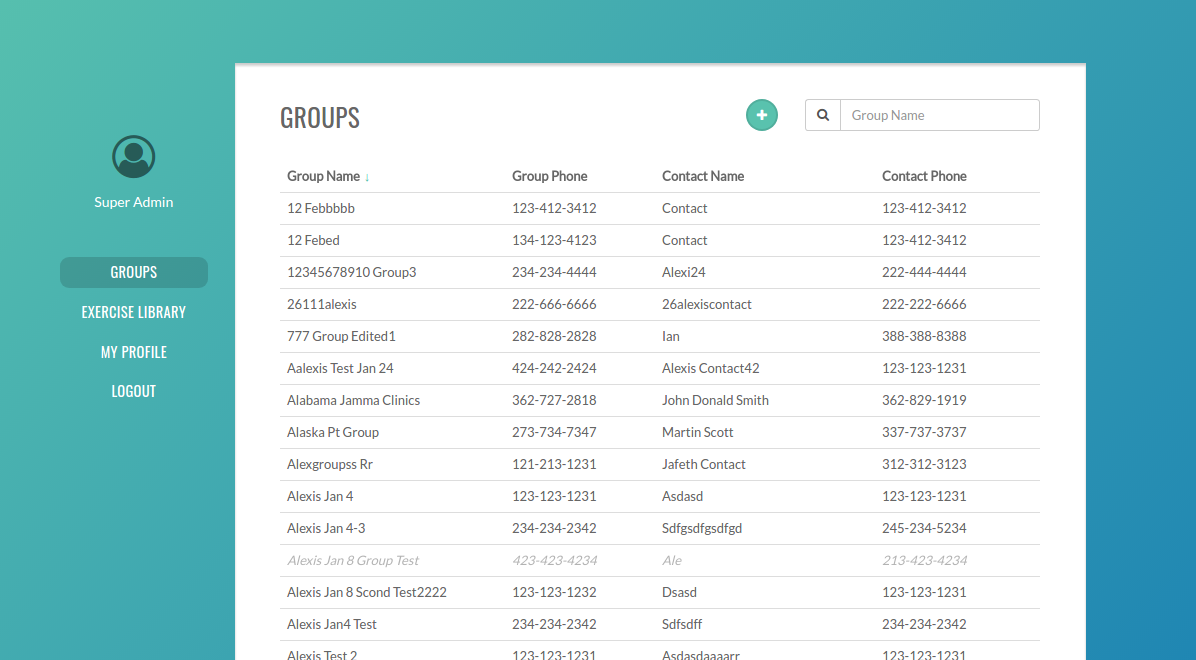 GROUPS
Group Name
Super Admin
GROUPS
EXERCISE LIBRARY
MY PROFILE
LOGOUT
Group Name ↓ Group Phone Contact Name Contact Phone
12 Febbbbb 123-412-3412 Contact 123-412-3412
12 Febed 134-123-4123 Contact 123-412-3412
12345678910 Group3 234-234-4444 Alexi24 222-444-4444
26111alexis 222-666-6666 26alexiscontact 222-222-6666
777 Group Edited1 282-828-2828 Ian 388-388-8388
Aalexis Test Jan 24 424-242-2424 Alexis Contact42 123-123-1231
Alabama Jamma Clinics 362-727-2818 John Donald Smith 362-829-1919
Alaska Pt Group 273-734-7347 Martin Scott 337-737-3737
Alexgroupss Rr 121-213-1231 Jafeth Contact 312-312-3123
Alexis Jan 4 123-123-1231 Asdasd 123-123-1231
Alexis Jan 4-3 234-234-2342 Sdfgsdfgsdfgd 245-234-5234
Alexis Jan 8 Group Test 423-423-4234 Ale 213-423-4234
Alexis Jan 8 Scond Test2222 123-123-1232 Dsasd 123-123-1231
Alexis Jan4 Test 234-234-2342 Sdfsdff 234-234-2342
Alexis Test 2 123-123-1231 Asdasdaaaarr 123-123-1231